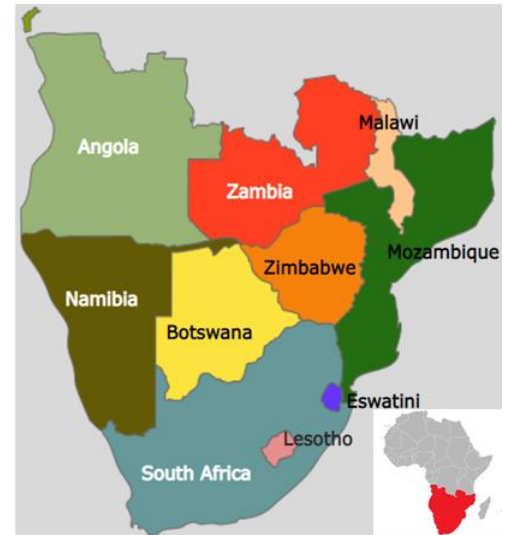 Malawi
Angola
Zambia
Mozambique
Zimbabwe
Namibia
Botswana
Eswatini
Lesotho
South Africa